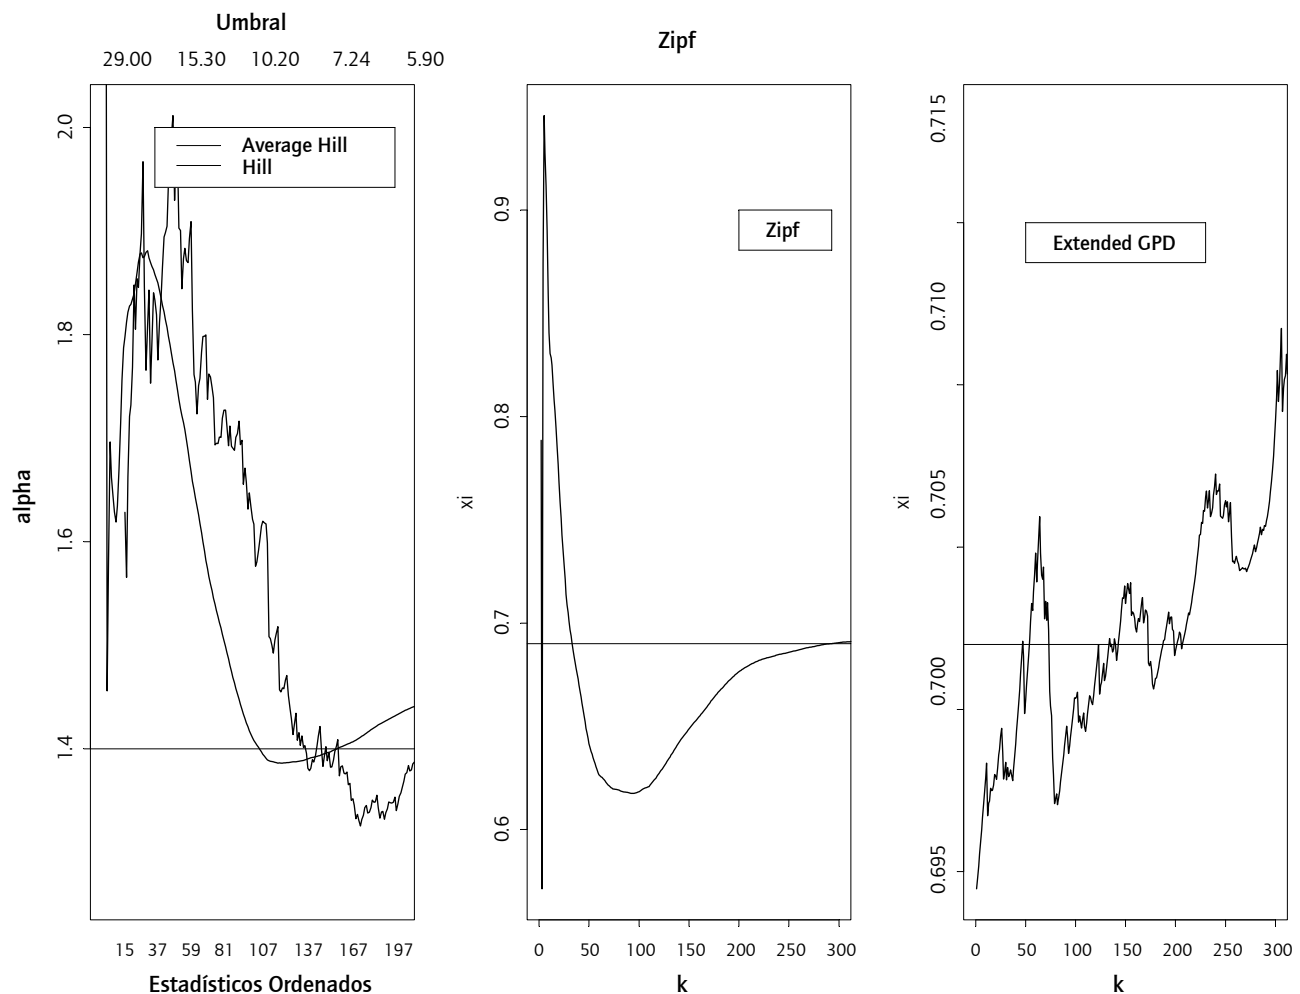 Umbral
29.00 15.30 10.20 7.24 5.90
2.0
1.8
1.6
1.4
alpha
Average Hill
Hill
15 37 59 81 107 137 167 197
Estadísticos Ordenados
Zipf
0.9
0.8
0.7
0.6
xi
Zipf
0 50 100 150 200 250 300
k
0.715
0.710
0.705
0.700
0.695
xi
Extended GPD
0 50 100 150 200 250 300
k